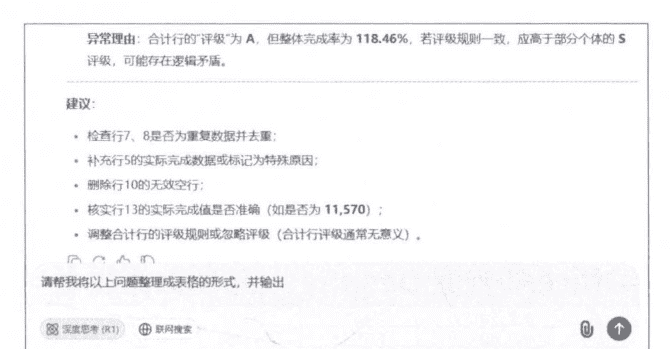 异常理由：合计行的“评级”为 A，但整体完成率为 118.46%，若评级规则一致，应高于部分个体的 S
评级，可能存在逻辑矛盾。
建议：
• 检查行7、8是否为重复数据并去重；
• 补充行5的实际完成数据或标记为特殊原因；
• 删除行10的无效空行；
• 核实行13的实际完成值是否准确（如是否为 11,570）；
• 调整合计行的评级规则或忽略评级（合计行评级通常无意义）。
请帮我将以上问题整理成表格的形式，并输出
深度思考 (R1) 联网搜索